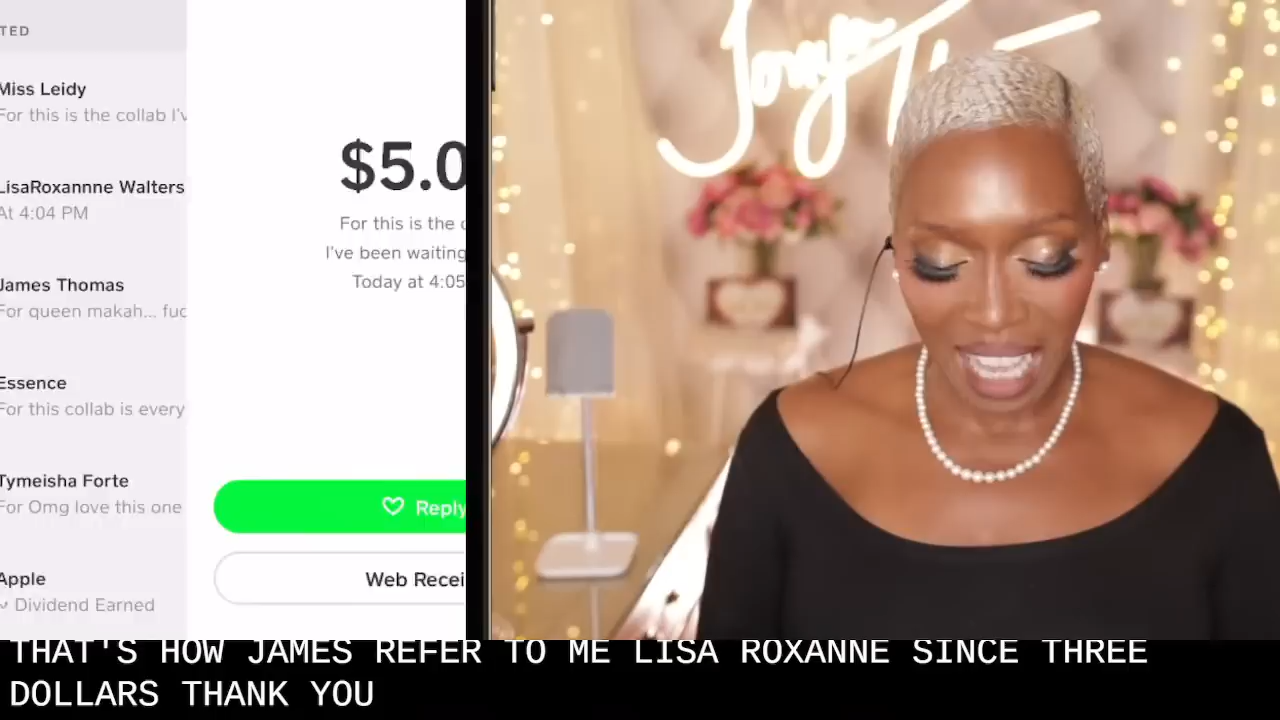 TED
Miss Leidy
For this is the collab I'v
LisaRoxannne Walters
At 4:04 PM
James Thomas
For queen makah... fuc
Essence
For this collab is every
Tymeisha Forte
For Omg love this one
Apple
Dividend Earned
$5.0
For this is the c
I've been waiting
Today at 4:05
Reply
Web Recei
Tonya
THAT'S HOW JAMES REFER TO ME LISA ROXANNE SINCE THREE
DOLLARS THANK YOU